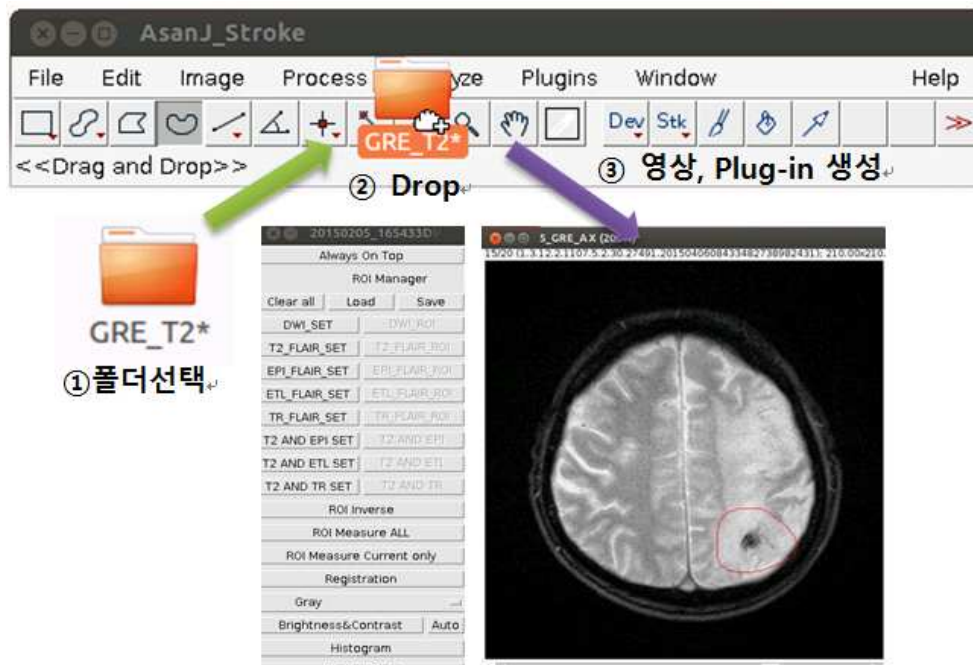 AsanJ_Stroke
File Edit Image Process Analyze Plugins Window Help
Dev Stk
GRE_T2*
<<Drag and Drop>>
② Drop
③ 영상, Plug-in 생성
GRE_T2*
①폴더선택
20150205_165433D
Always On Top
ROI Manager
Clear all Load Save
DWI_SET DWI_ROI
T2_FLAIR_SET T2_FLAIR_ROI
EPI_FLAIR_SET EPI_FLAIR_ROI
ETL_FLAIR_SET ETL_FLAIR_ROI
TR_FLAIR_SET TR_FLAIR_ROI
T2 AND EPI SET T2 AND EPI
T2 AND ETL SET T2 AND ETL
T2 AND TR SET T2 AND TR
ROI Inverse
ROI Measure ALL
ROI Measure Current only
Registration
Gray
Brightness&Contrast Auto
Histogram
5_GRE_AX